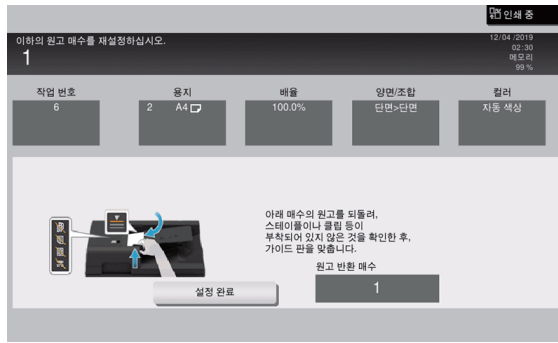 인쇄 중
이하의 원고 매수를 재설정하십시오.
1
12/04 /2019
02:30
메모리
99 %
작업 번호
용지
배율
양면/조합
컬러
6
2 A4
100.0%
단면>단면
자동 색상
아래 매수의 원고를 되돌려,
스테이플이나 클립 등이
부착되어 있지 않은 것을 확인한 후,
가이드 판을 맞춥니다.
원고 반환 매수
1
설정 완료